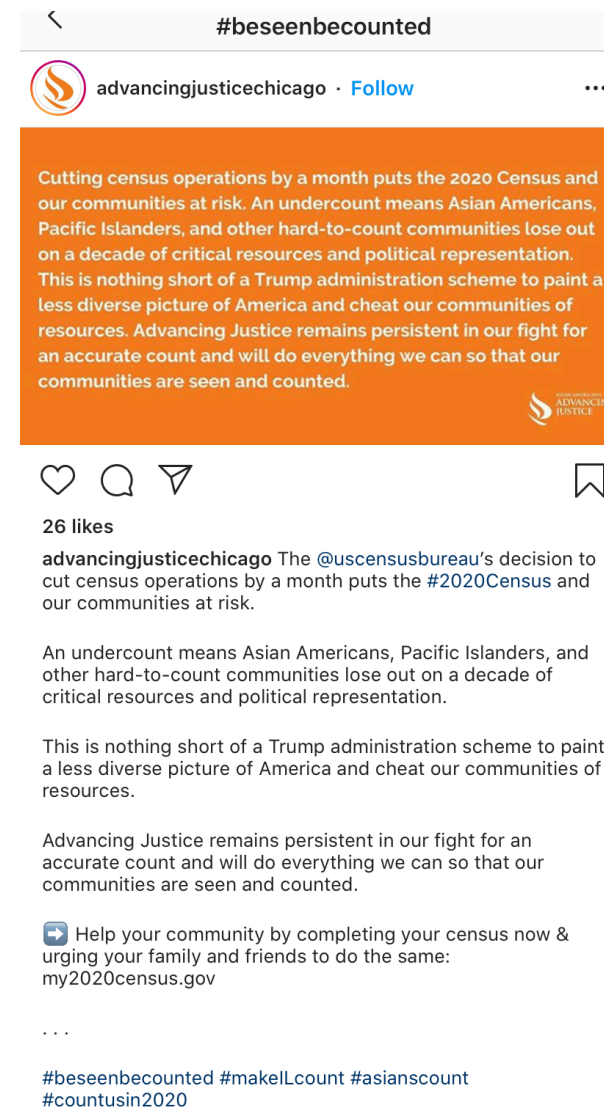 #beseenbecounted
advancingjusticechicago · Follow
Cutting census operations by a month puts the 2020 Census and
our communities at risk. An undercount means Asian Americans,
Pacific Islanders, and other hard-to-count communities lose out
on a decade of critical resources and political representation.
This is nothing short of a Trump administration scheme to paint a
less diverse picture of America and cheat our communities of
resources. Advancing Justice remains persistent in our fight for
an accurate count and will do everything we can so that our
communities are seen and counted.
ASIAN AMERICANS
ADVANCIN
JUSTICE
26 likes
advancingjusticechicago The @uscensusbureau's decision to
cut census operations by a month puts the #2020Census and
our communities at risk.
An undercount means Asian Americans, Pacific Islanders, and
other hard-to-count communities lose out on a decade of
critical resources and political representation.
This is nothing short of a Trump administration scheme to paint
a less diverse picture of America and cheat our communities of
resources.
Advancing Justice remains persistent in our fight for an
accurate count and will do everything we can so that our
communities are seen and counted.
➡️ Help your community by completing your census now &
urging your family and friends to do the same:
my2020census.gov
. . .
#beseenbecounted #makeILcount #asianscount
#countusin2020